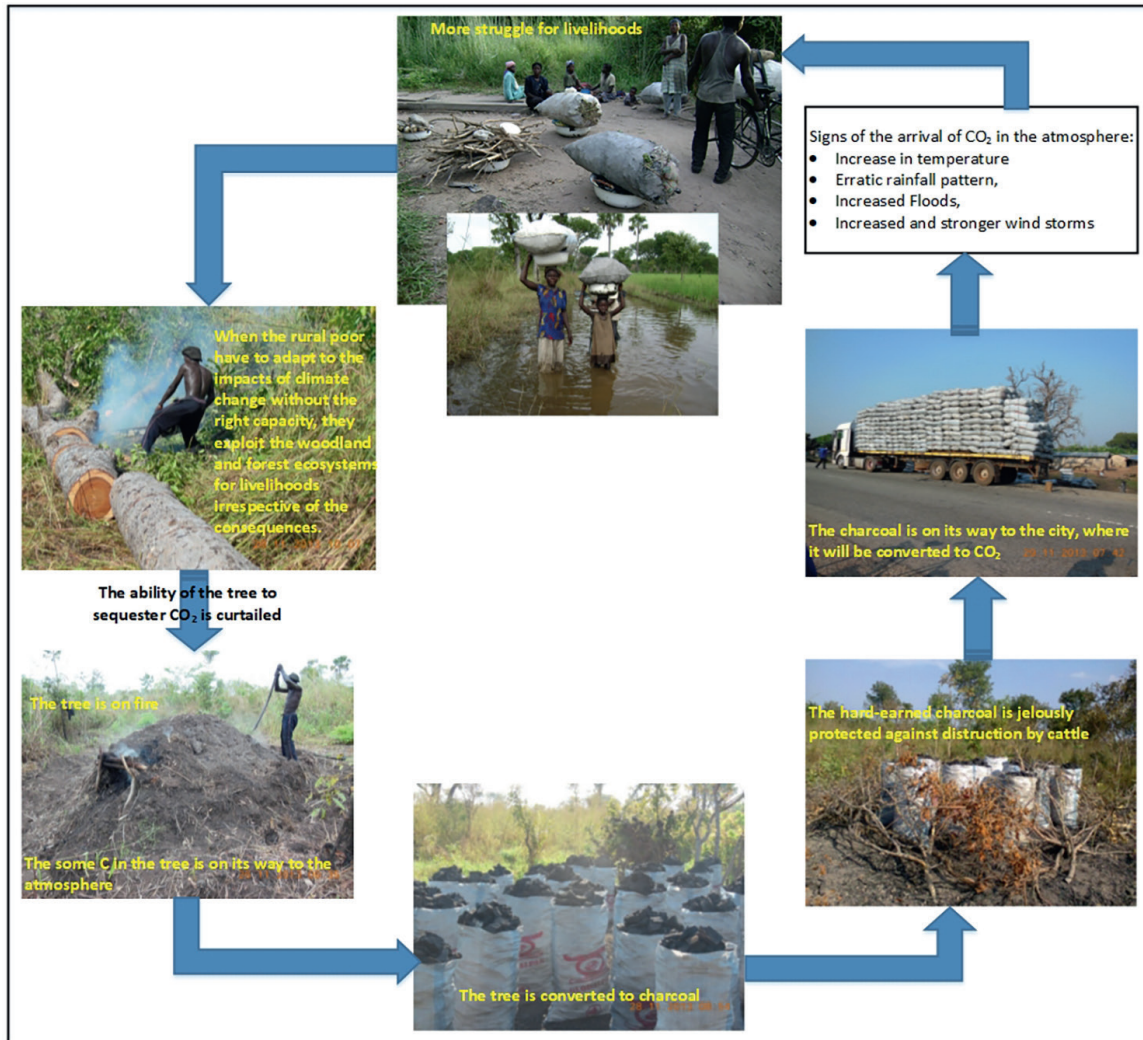 More struggle for livelihoods
Signs of the arrival of CO₂ in the atmosphere:
• Increase in temperature
• Erratic rainfall pattern,
• Increased Floods,
• Increased and stronger wind storms
When the rural poor
have to adapt to the
impacts of climate
change without the
right capacity, they
exploit the woodland
and forest ecosystems
for livelihoods
irrespective of the
consequences.
The charcoal is on its way to the city, where
it will be converted to CO₂
The ability of the tree to
sequester CO₂ is curtailed
The tree is on fire
The some C in the tree is on its way to the
atmosphere
The hard-earned charcoal is jelously
protected against distruction by cattle
The tree is converted to charcoal